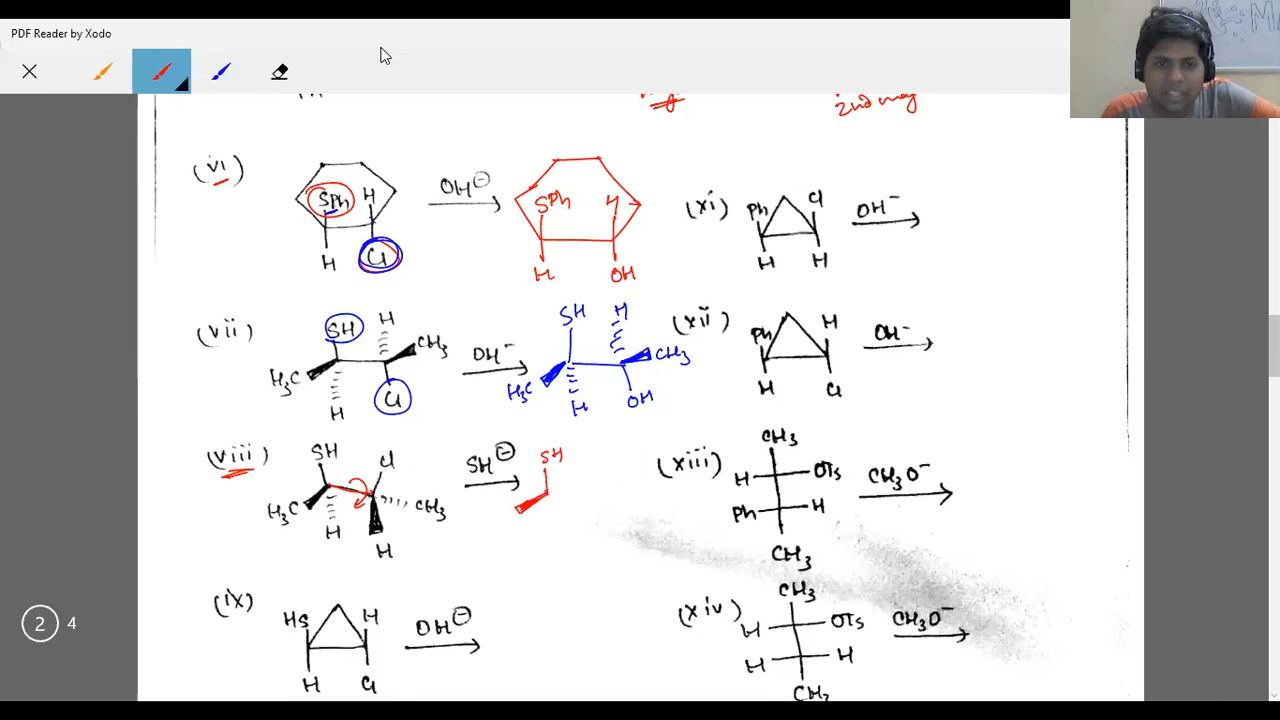 PDF Reader by Xodo
2nd may
(vi)
SPh H
H Cl
OH⊖
SPh H
H OH
(xi)
Ph Cl
H H
OH⁻
(vii)
SH H
H₃C CH₃
H Cl
OH⁻
SH H
H₃C CH₃
H OH
(xii)
Ph H
H Cl
OH⁻
(viii)
SH Cl
H₃C CH₃
H H
SH⊖
SH
(xiii)
CH₃
H OTs
Ph H
CH₃
CH₃O⁻
(ix)
HS H
H Cl
OH⊖
(xiv)
CH₃
H OTs
H H
CH₃
CH₃O⁻
2 4